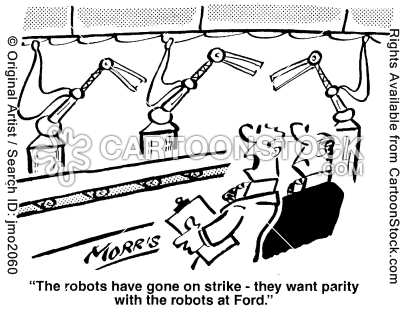 © Original Artist / Search ID: jmo2060
Rights Available from CartoonStock.com
CARTOONSTOCK
.com
MORRIS
“The robots have gone on strike - they want parity
with the robots at Ford.”